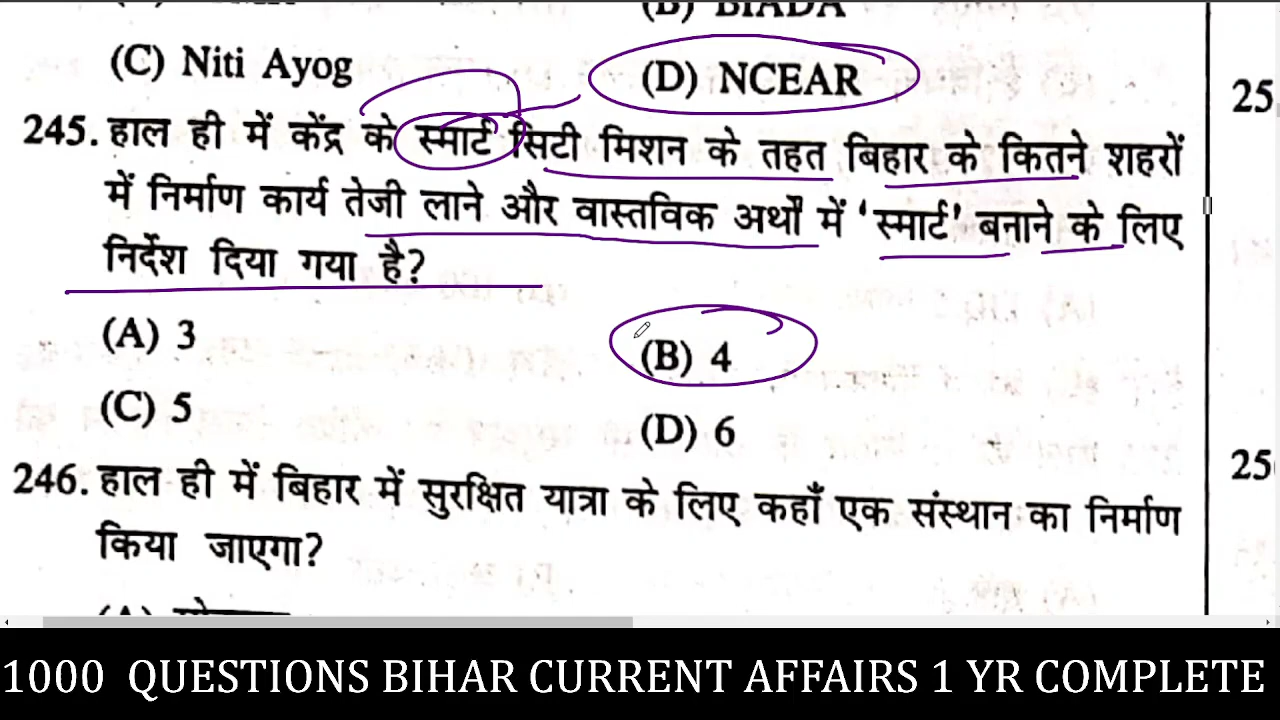 (B) BIADA
(C) Niti Ayog
(D) NCEAR
245. हाल ही में केंद्र के स्मार्ट सिटी मिशन के तहत बिहार के कितने शहरों
में निर्माण कार्य तेजी लाने और वास्तविक अर्थों में 'स्मार्ट' बनाने के लिए
निर्देश दिया गया है?
(A) 3
(B) 4
(C) 5
(D) 6
246. हाल ही में बिहार में सुरक्षित यात्रा के लिए कहाँ एक संस्थान का निर्माण
किया जाएगा?
25
25
1000 QUESTIONS BIHAR CURRENT AFFAIRS 1 YR COMPLETE